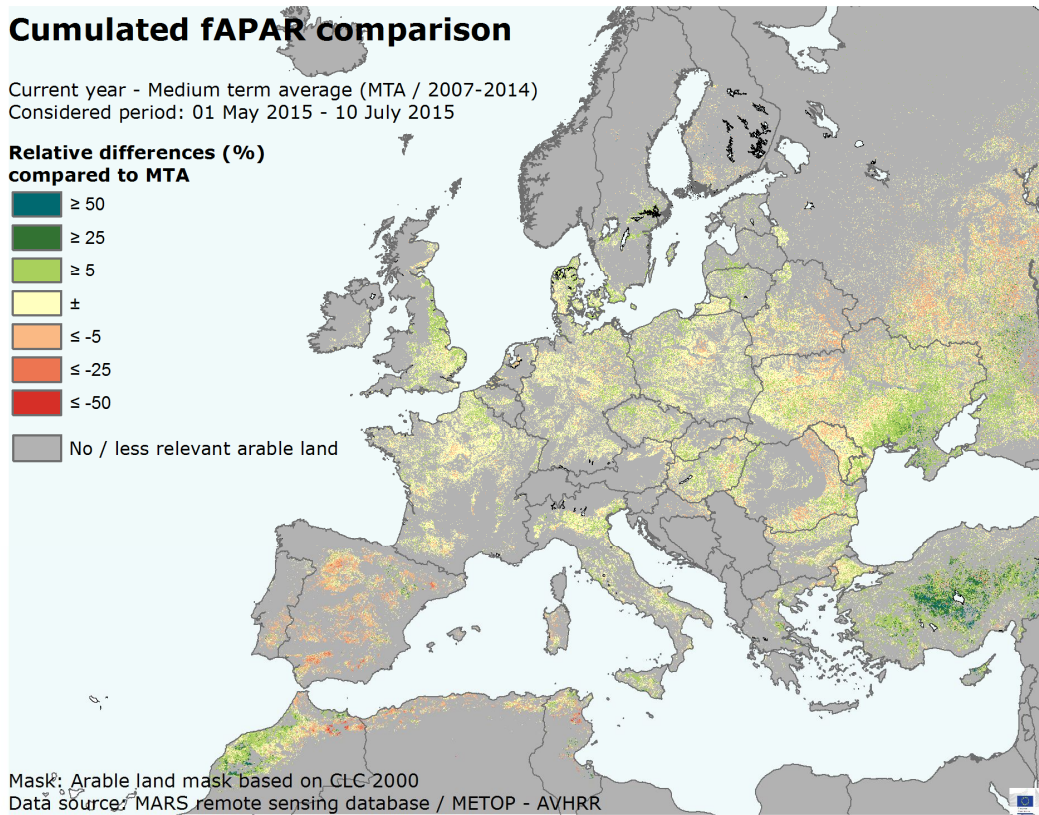 Cumulated fAPAR comparison
Current year - Medium term average (MTA / 2007-2014)
Considered period: 01 May 2015 - 10 July 2015
Relative differences (%)
compared to MTA
≥ 50
≥ 25
≥ 5
±
≤ -5
≤ -25
≤ -50
No / less relevant arable land
Mask: Arable land mask based on CLC 2000
Data source: MARS remote sensing database / METOP - AVHRR